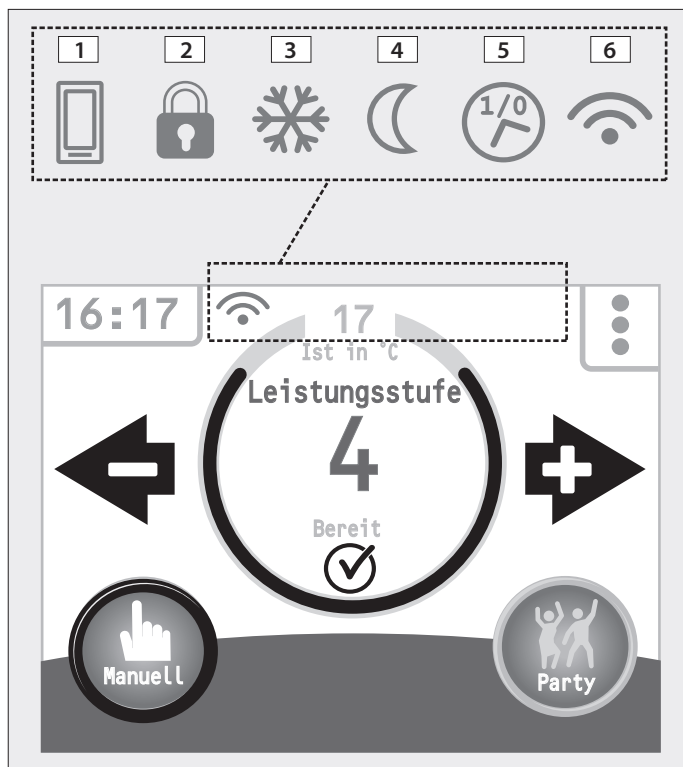 1 2 3 4 5 6
1/0
16:17
17
Ist in °C
Leistungsstufe
4
Bereit
Manuell
Party